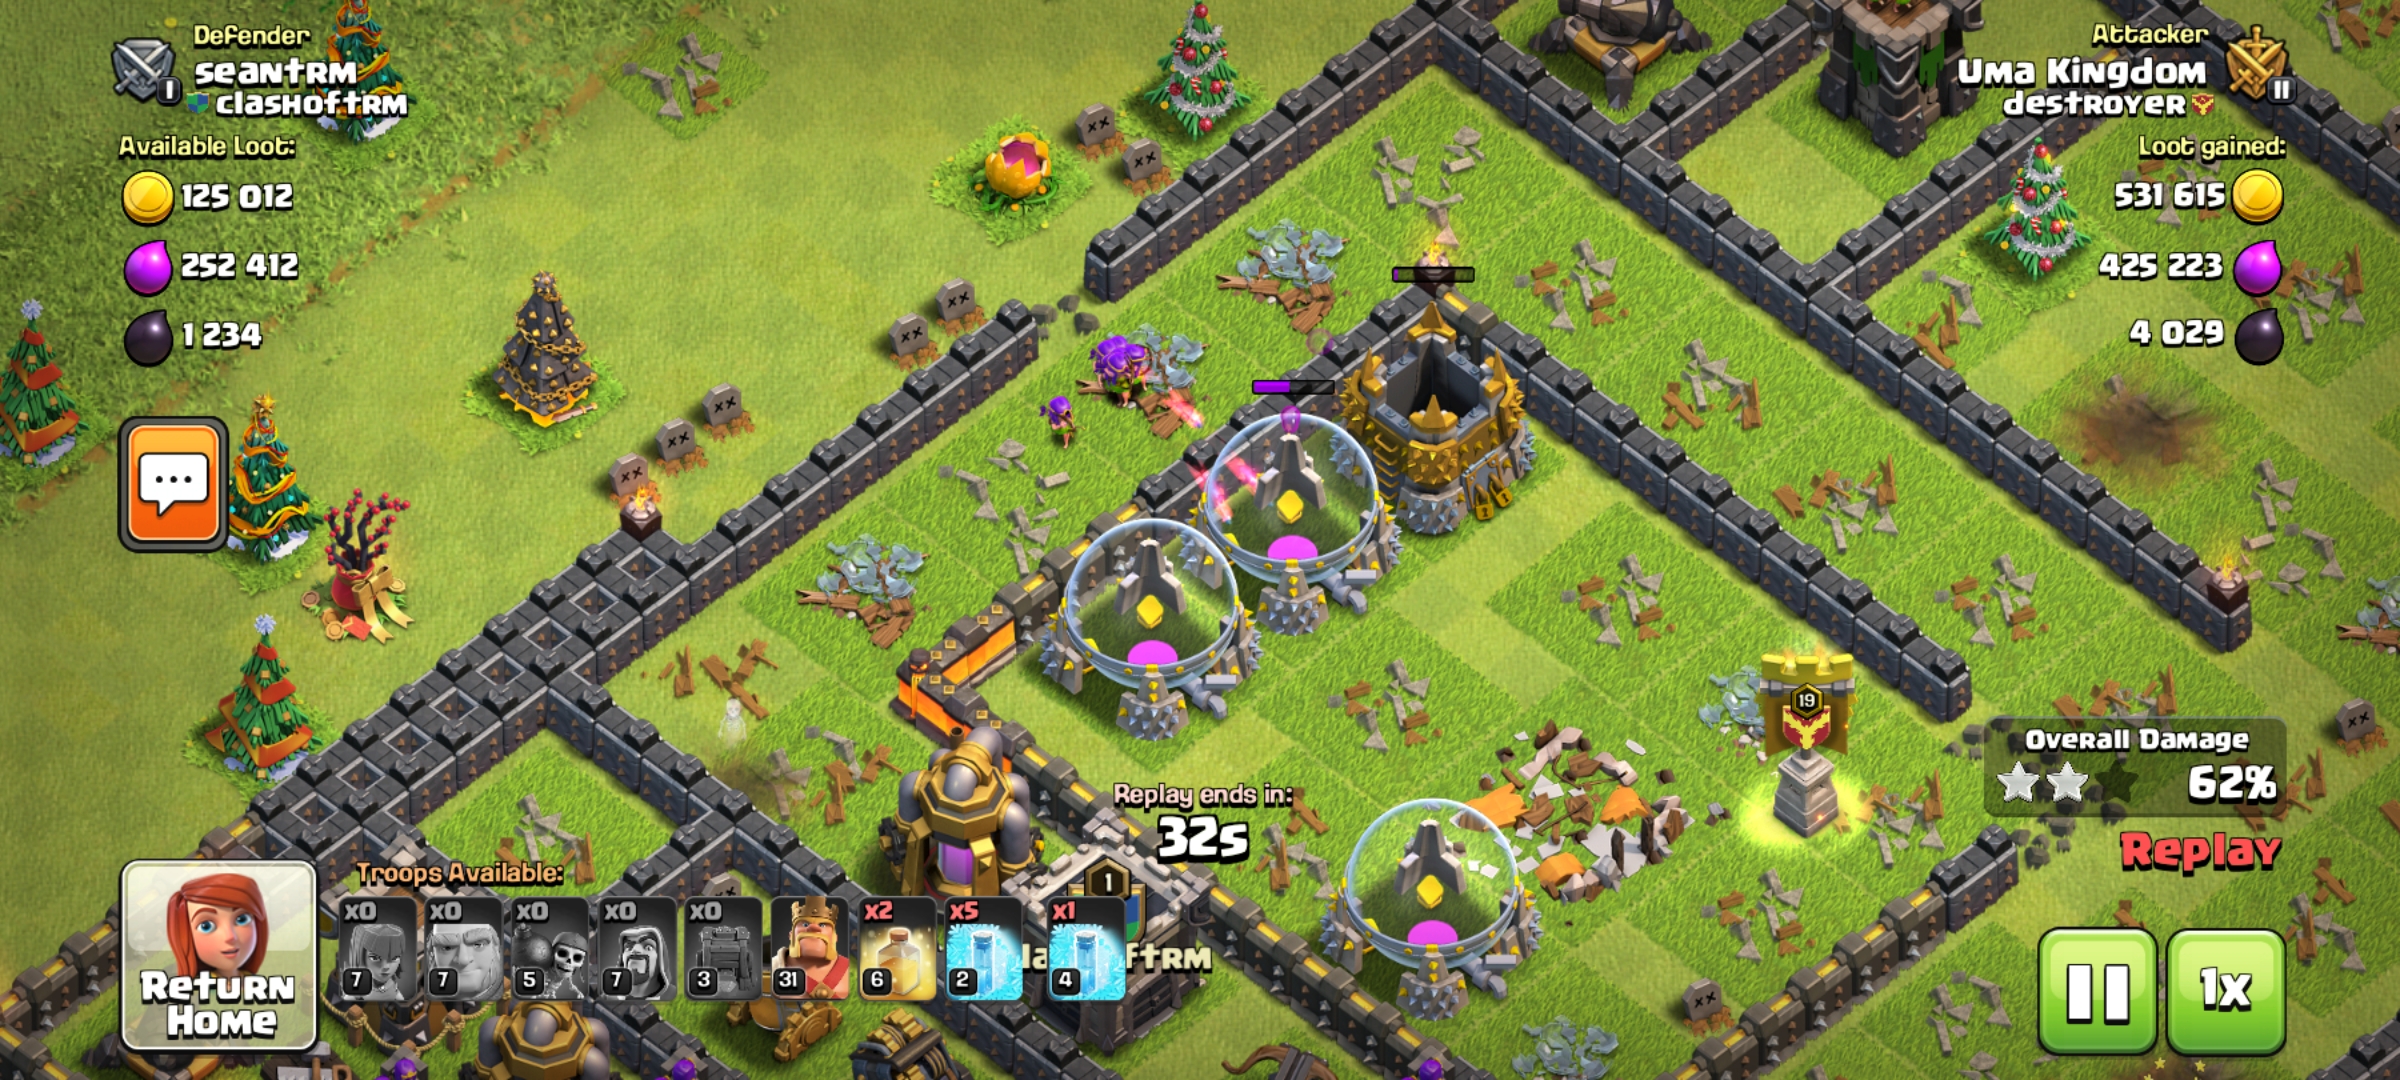 Defender
seantrm
clashoftrm
Available Loot:
125 012
252 412
1 234
Attacker
Uma Kingdom
destroyer
Loot gained:
531 615
425 223
4 029
19
Overall Damage
62%
Replay
Replay ends in:
32s
1
Return
Home
Troops Available:
x0 x0 x0 x0 x0 x2 x5 x1
7 7 5 7 3 31 6 2 4
ftrm
1x